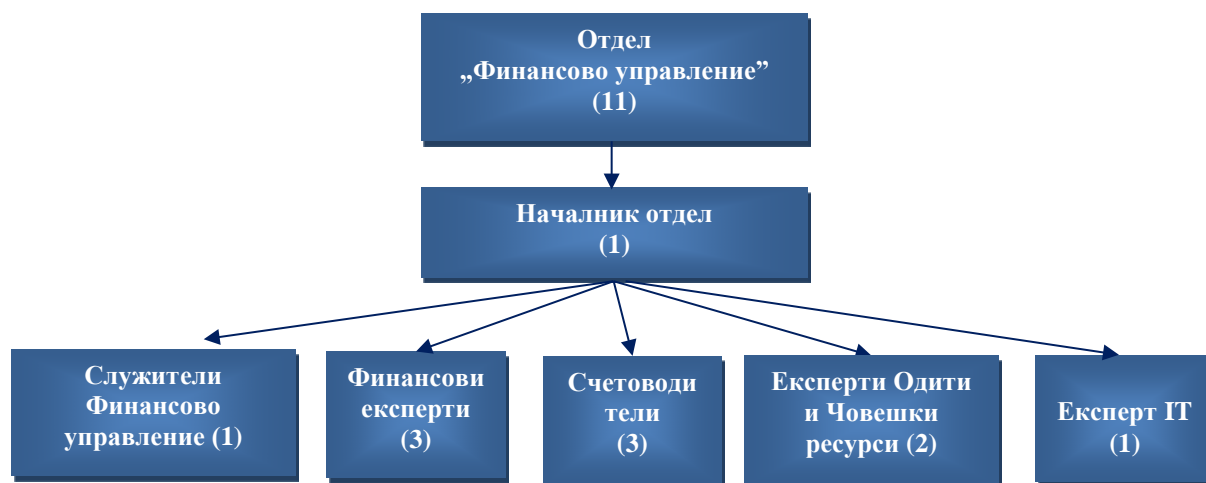 Отдел
„Финансово управление”
(11)
Началник отдел
(1)
Служители
Финансово
управление (1)
Финансови
експерти
(3)
Счетоводи
тели
(3)
Експерти Одити
и Човешки
ресурси (2)
Експерт IT
(1)